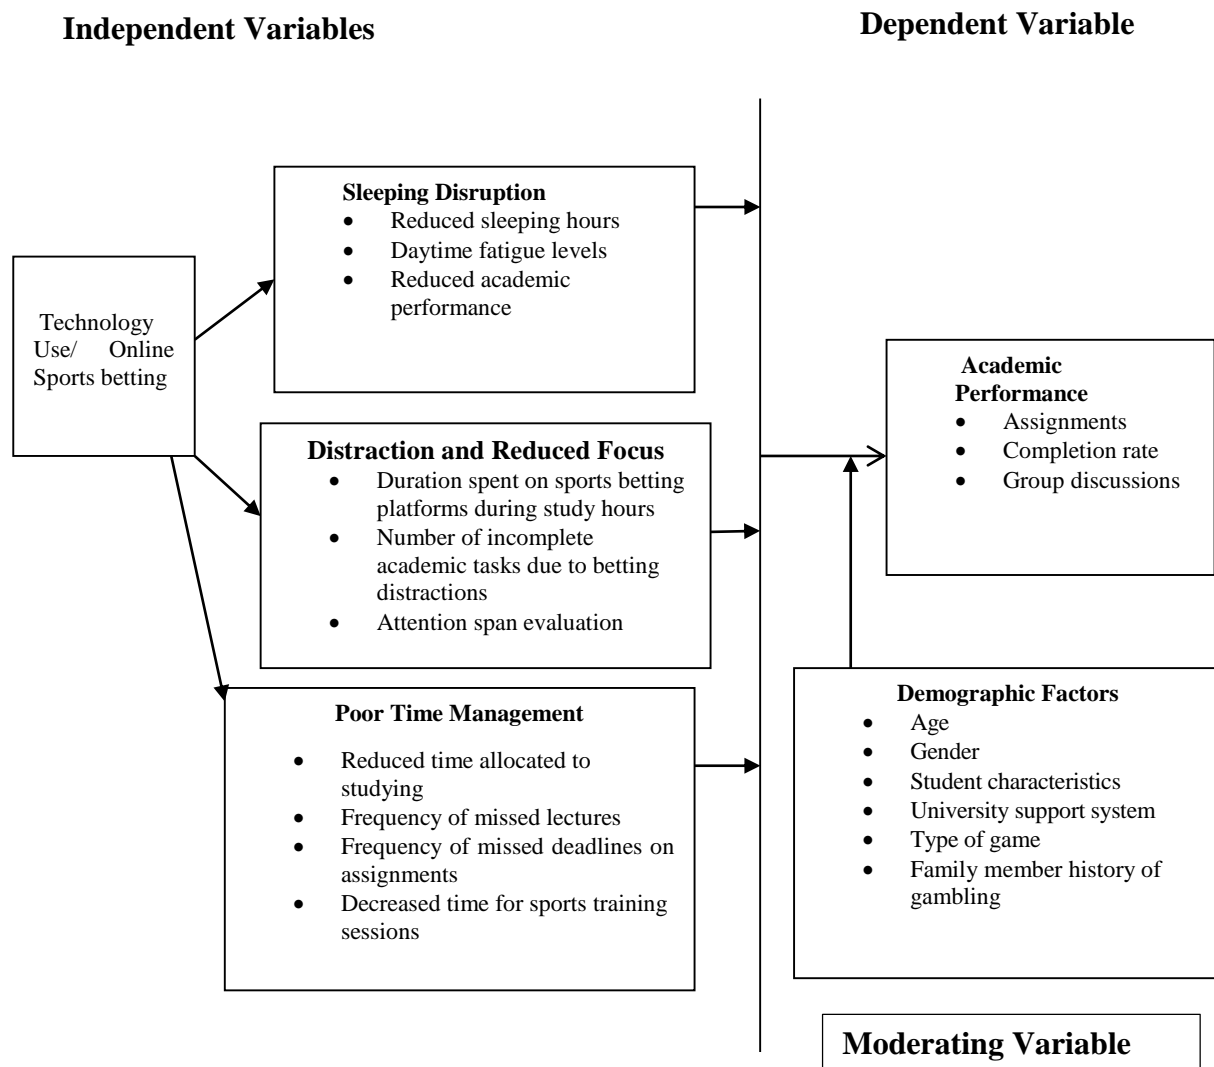 Independent Variables
Dependent Variable
Sleeping Disruption
• Reduced sleeping hours
• Daytime fatigue levels
• Reduced academic
performance
Technology
Use/ Online
Sports betting
Academic
Performance
• Assignments
• Completion rate
• Group discussions
Distraction and Reduced Focus
• Duration spent on sports betting
platforms during study hours
• Number of incomplete
academic tasks due to betting
distractions
• Attention span evaluation
Poor Time Management
• Reduced time allocated to
studying
• Frequency of missed lectures
• Frequency of missed deadlines on
assignments
• Decreased time for sports training
sessions
Demographic Factors
• Age
• Gender
• Student characteristics
• University support system
• Type of game
• Family member history of
gambling
Moderating Variable